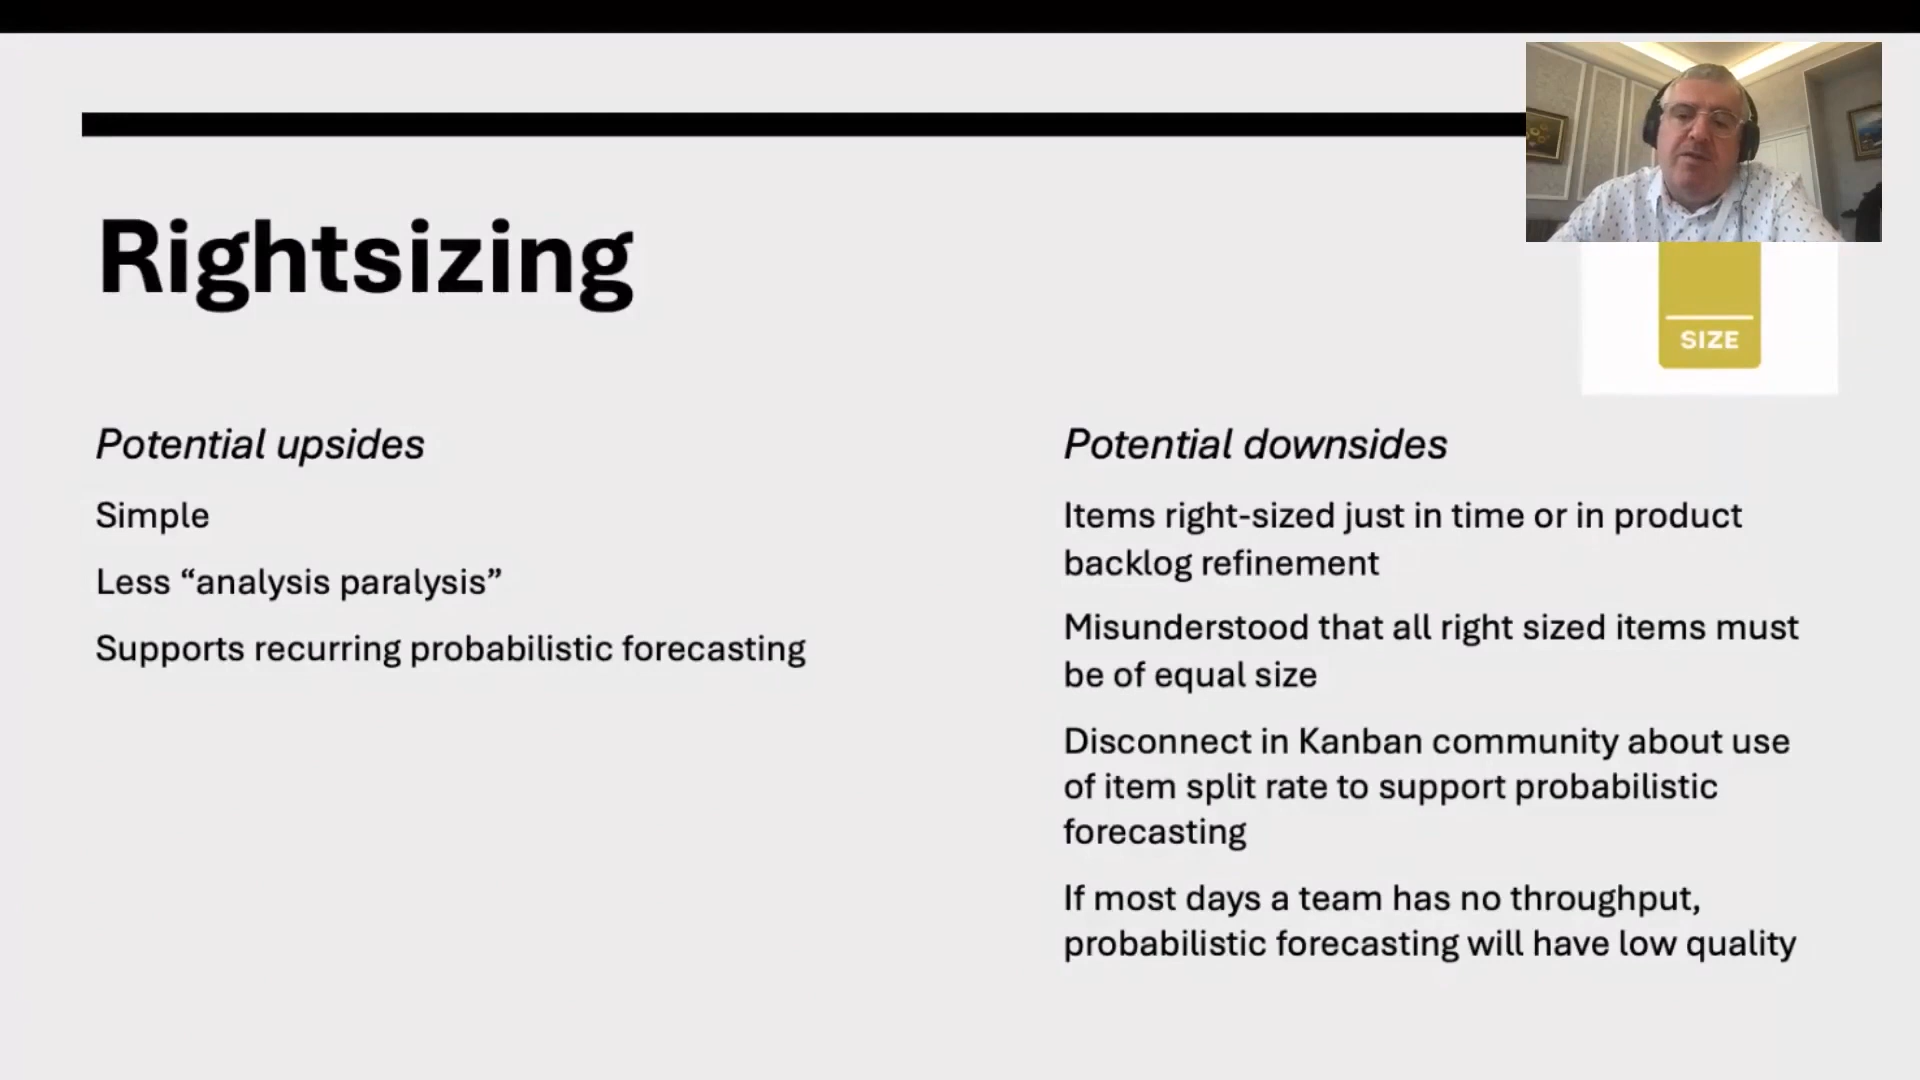 Rightsizing
SIZE
Potential upsides
Simple
Less “analysis paralysis”
Supports recurring probabilistic forecasting
Potential downsides
Items right-sized just in time or in product
backlog refinement
Misunderstood that all right sized items must
be of equal size
Disconnect in Kanban community about use
of item split rate to support probabilistic
forecasting
If most days a team has no throughput,
probabilistic forecasting will have low quality